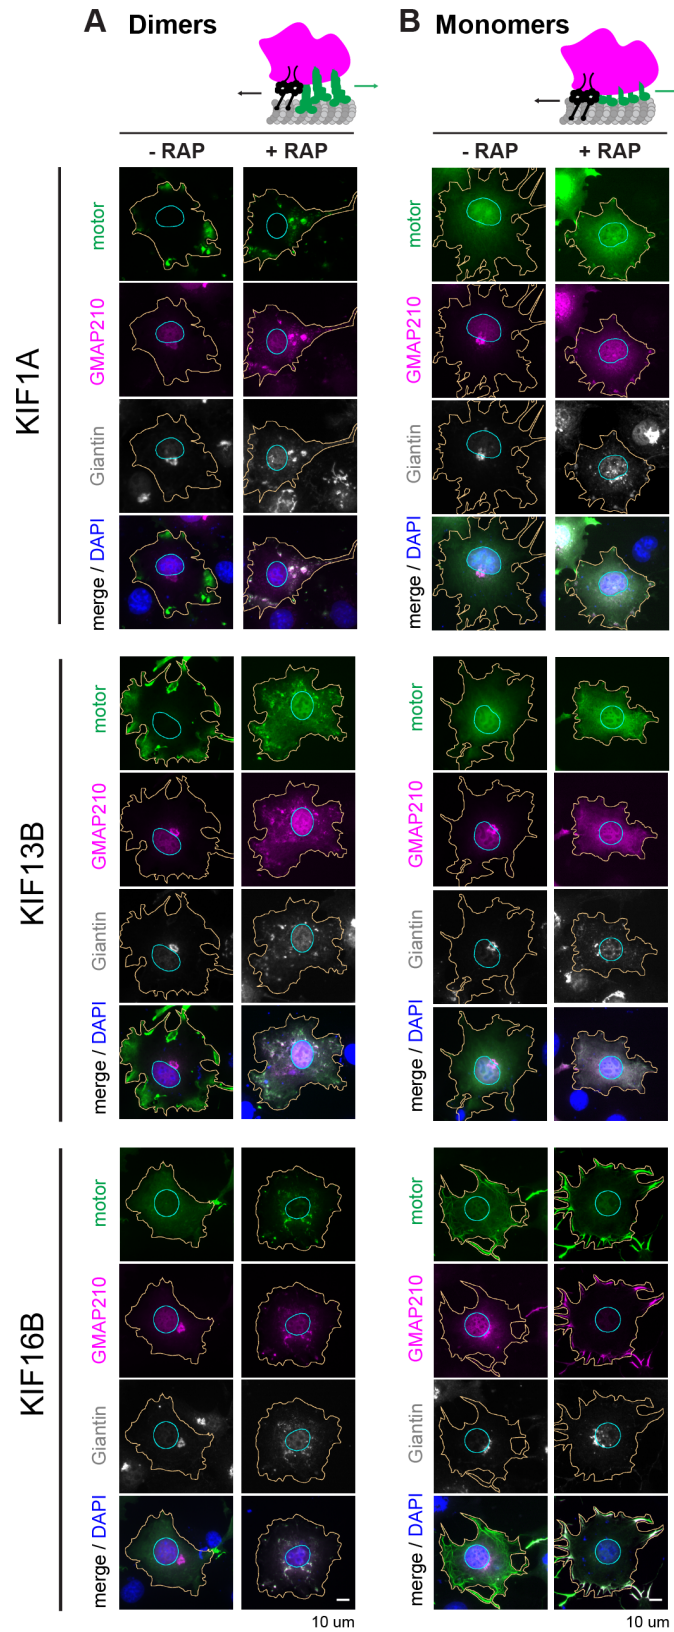 A Dimers
B Monomers
- RAP
+ RAP
- RAP
+ RAP
KIF1A
motor
GMAP210
Giantin
merge / DAPI
motor
GMAP210
Giantin
merge / DAPI
KIF13B
motor
GMAP210
Giantin
merge / DAPI
motor
GMAP210
Giantin
merge / DAPI
KIF16B
motor
GMAP210
Giantin
merge / DAPI
motor
GMAP210
Giantin
merge / DAPI
10 um
10 um